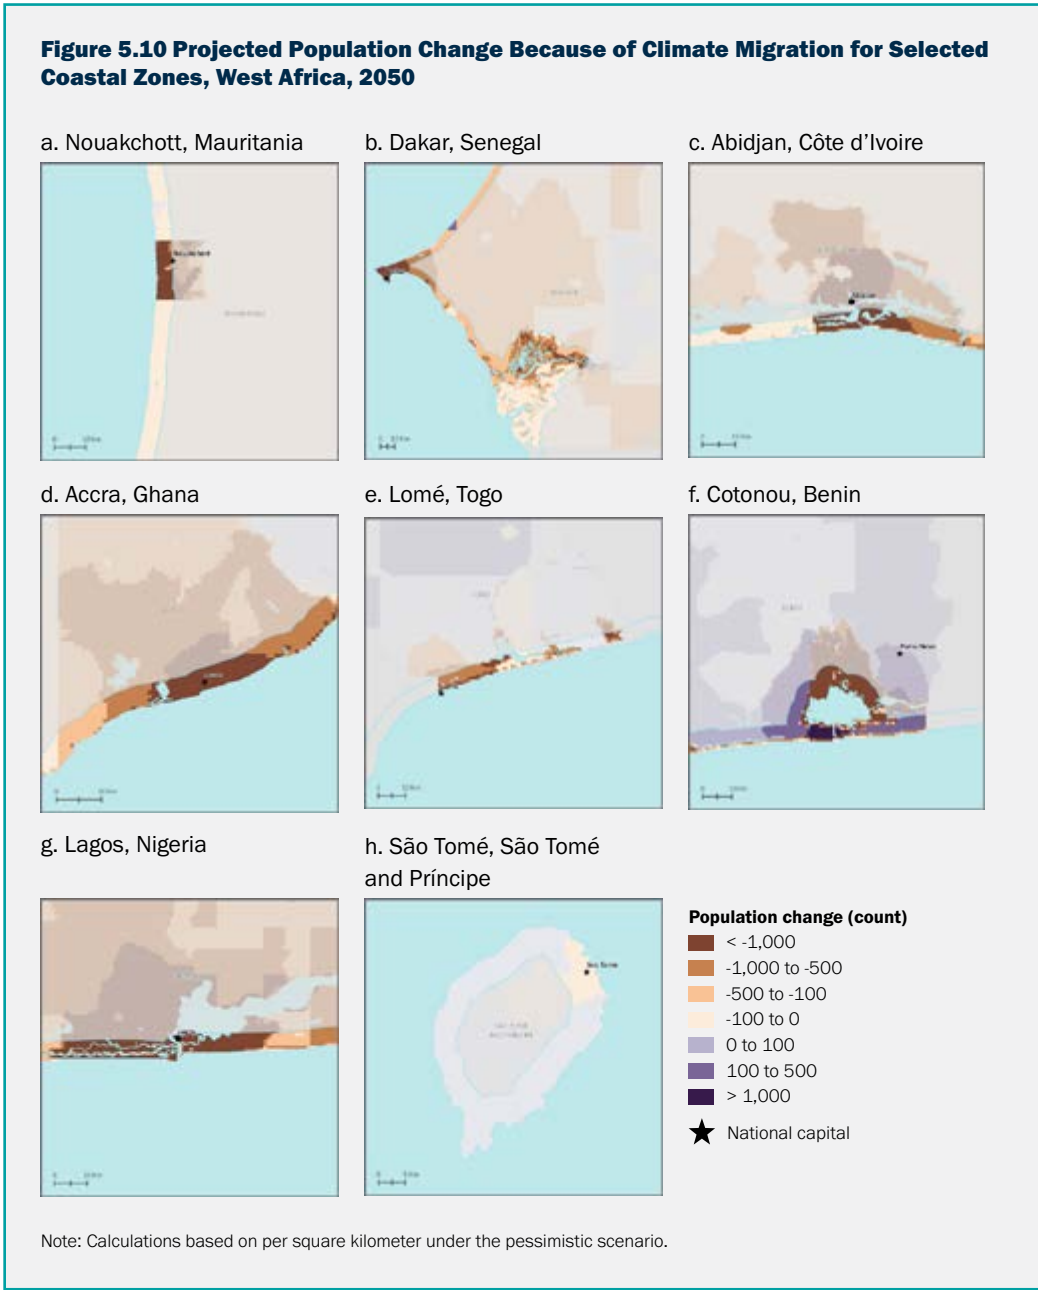 Figure 5.10 Projected Population Change Because of Climate Migration for Selected
Coastal Zones, West Africa, 2050
a. Nouakchott, Mauritania
b. Dakar, Senegal
c. Abidjan, Côte d’Ivoire
d. Accra, Ghana
e. Lomé, Togo
f. Cotonou, Benin
g. Lagos, Nigeria
h. São Tomé, São Tomé
and Príncipe
Population change (count)
< -1,000
-1,000 to -500
-500 to -100
-100 to 0
0 to 100
100 to 500
> 1,000
National capital
Note: Calculations based on per square kilometer under the pessimistic scenario.